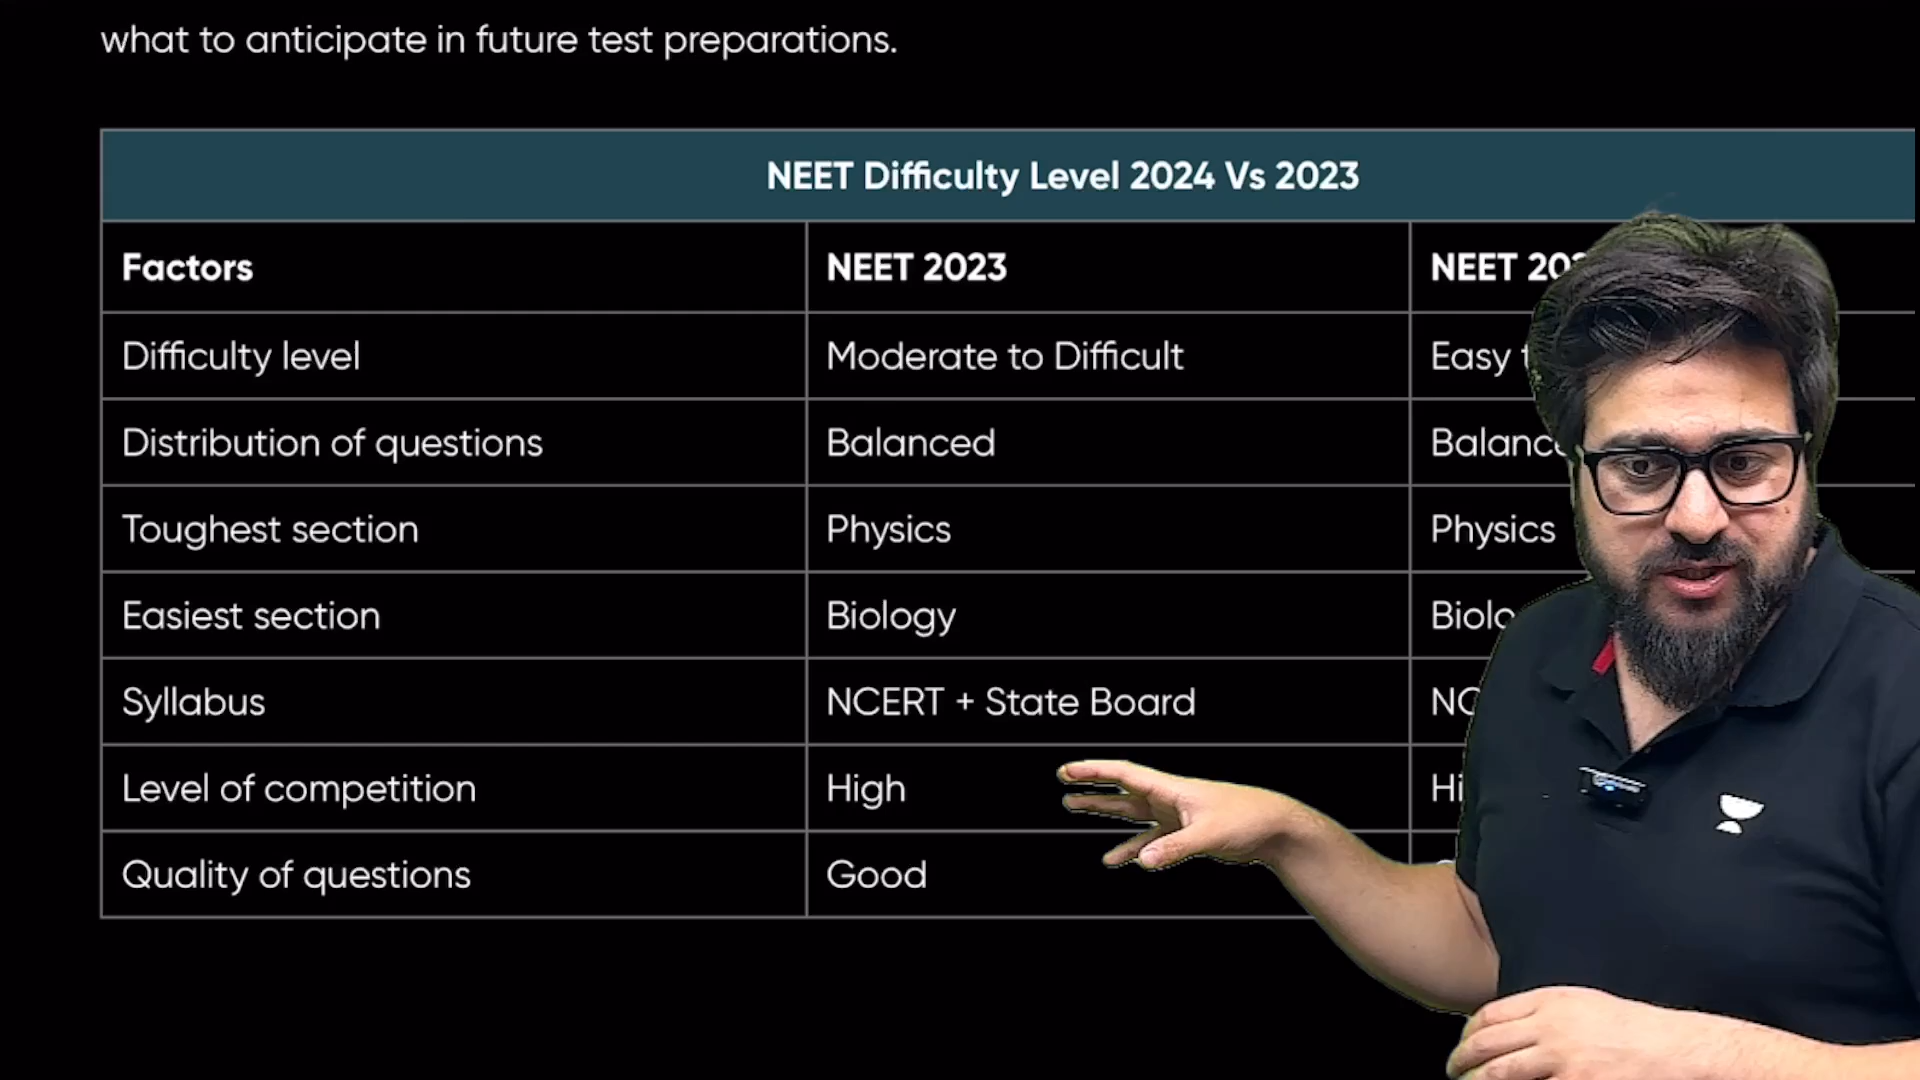 what to anticipate in future test preparations.
NEET Difficulty Level 2024 Vs 2023
Factors NEET 2023 NEET
Difficulty level Moderate to Difficult Easy
Distribution of questions Balanced
Toughest section Physics Physics
Easiest section Biology
Syllabus NCERT + State Board
Level of competition High
Quality of questions Good